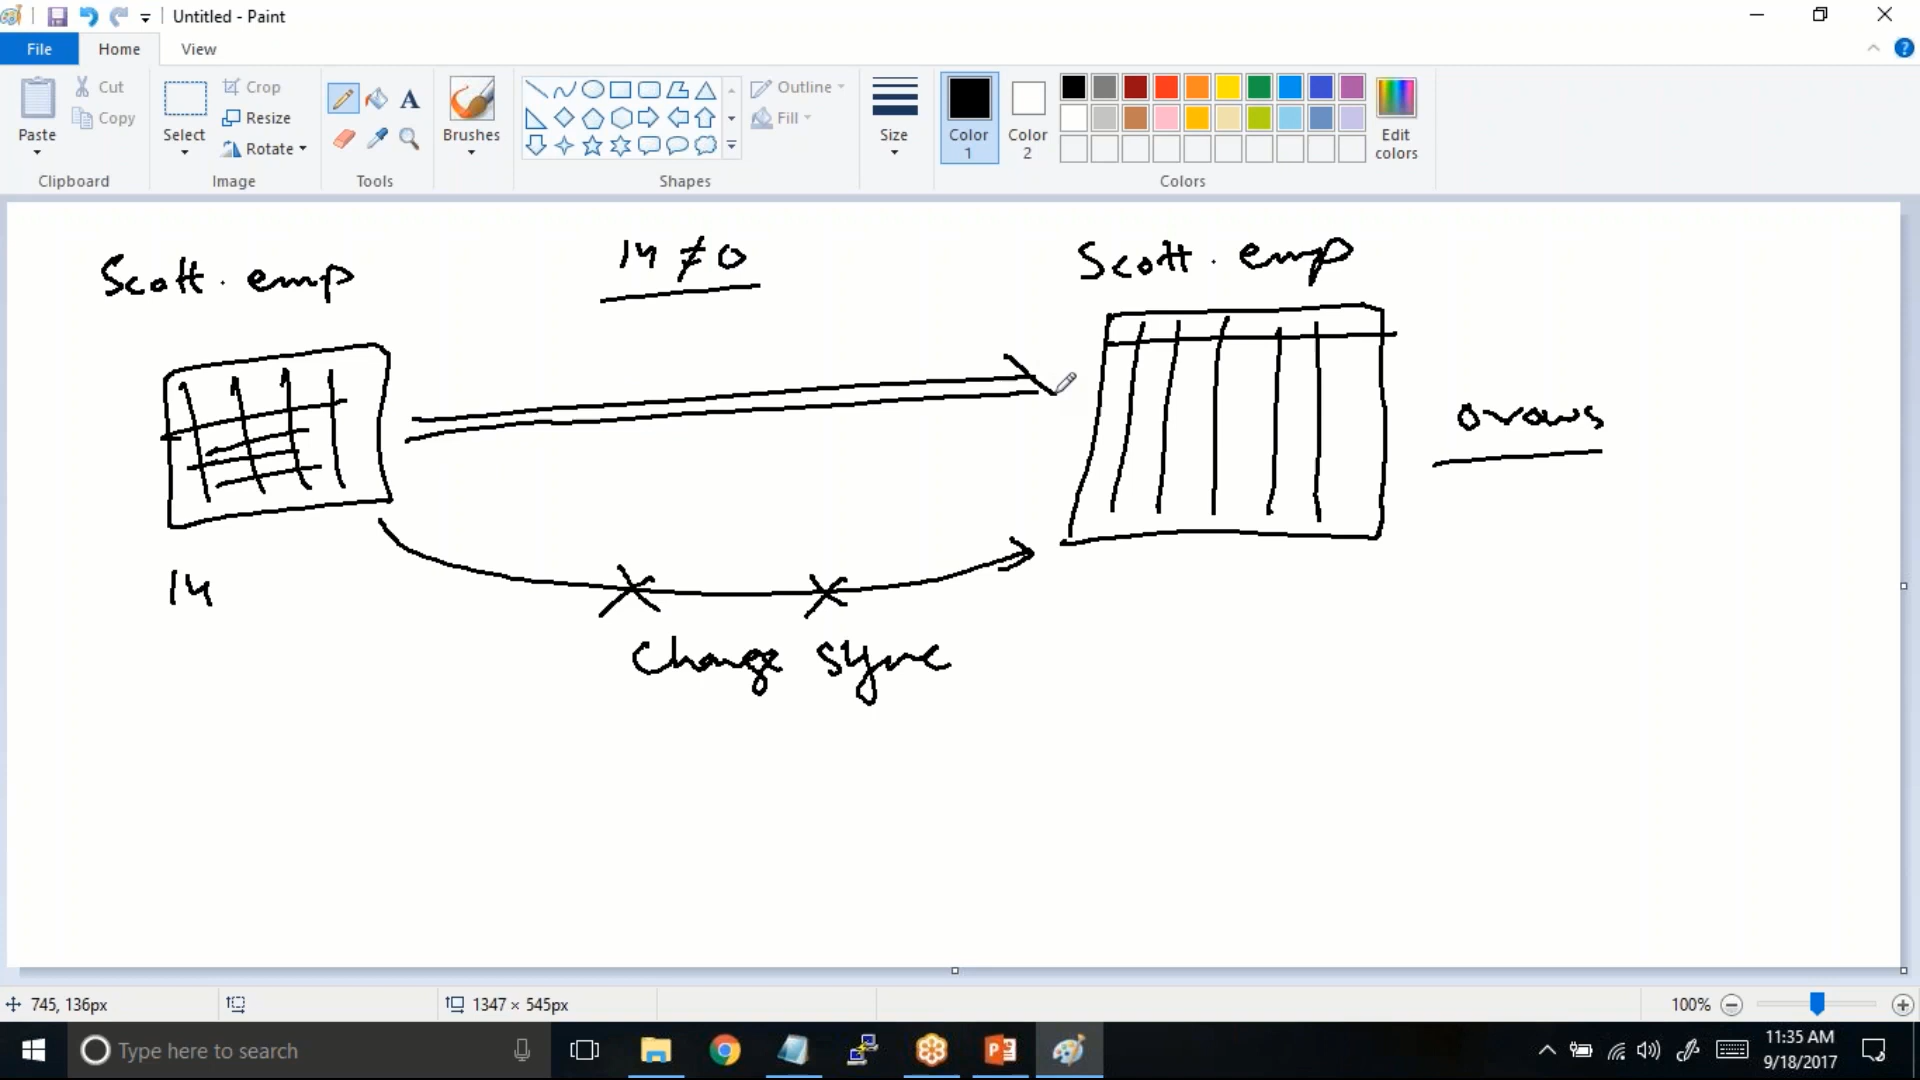 Untitled - Paint
File Home View
Paste
Cut
Copy
Clipboard
Select
Crop
Resize
Rotate
Image
Tools
Brushes
Shapes
Outline
Fill
Size
Color 1
Color 2
Edit colors
Colors
Scott. emp
14 ≠ 0
Scott. emp
0 rows
14
Change sync
745, 136px
1347 × 545px
100%
Type here to search
11:35 AM
9/18/2017